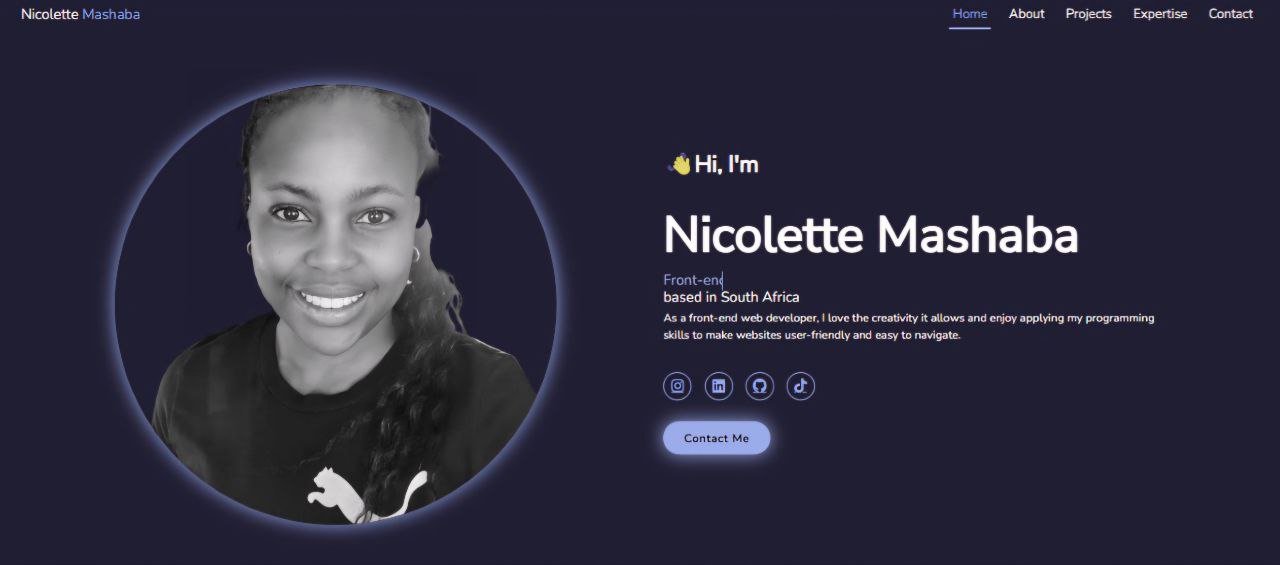 Nicolette Mashaba
Home About Projects Expertise Contact
👋Hi, I'm
Nicolette Mashaba
Front-end
based in South Africa
As a front-end web developer, I love the creativity it allows and enjoy applying my programming
skills to make websites user-friendly and easy to navigate.
in
Contact Me